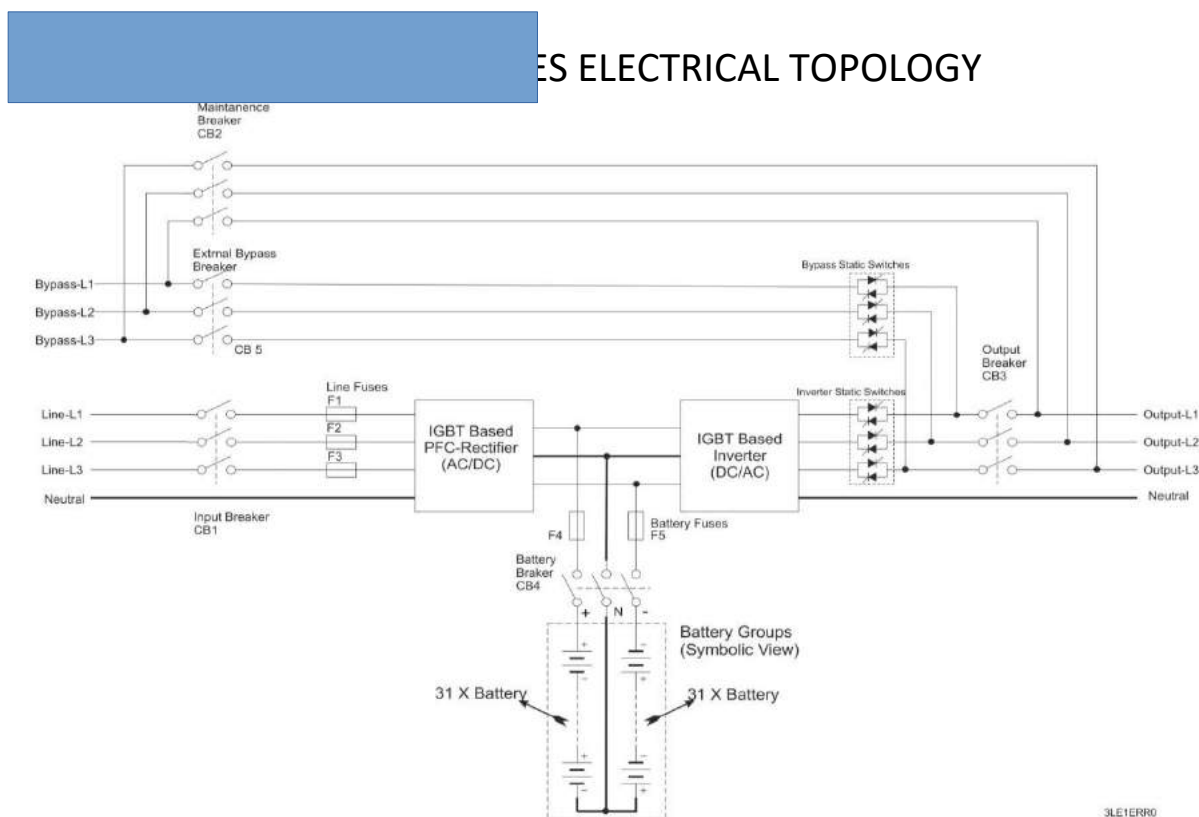 ES ELECTRICAL TOPOLOGY
Maintanence
Breaker
CB2
Extrnal Bypass
Breaker
Bypass Static Switches
Bypass-L1
Bypass-L2
Bypass-L3
CB 5
Output
Breaker
CB3
Line Fuses
Inverter Static Switches
F1
Line-L1
Output-L1
F2
IGBT Based
PFC-Rectifier
(AC/DC)
IGBT Based
Inverter
(DC/AC)
Line-L2
Output-L2
F3
Line-L3
Output-L3
Neutral
Neutral
Input Breaker
CB1
F4
Battery Fuses
F5
Battery
Braker
CB4
+ N -
Battery Groups
(Symbolic View)
+ -
- +
31 X Battery
31 X Battery
+ -
- +
3LE1ERR0